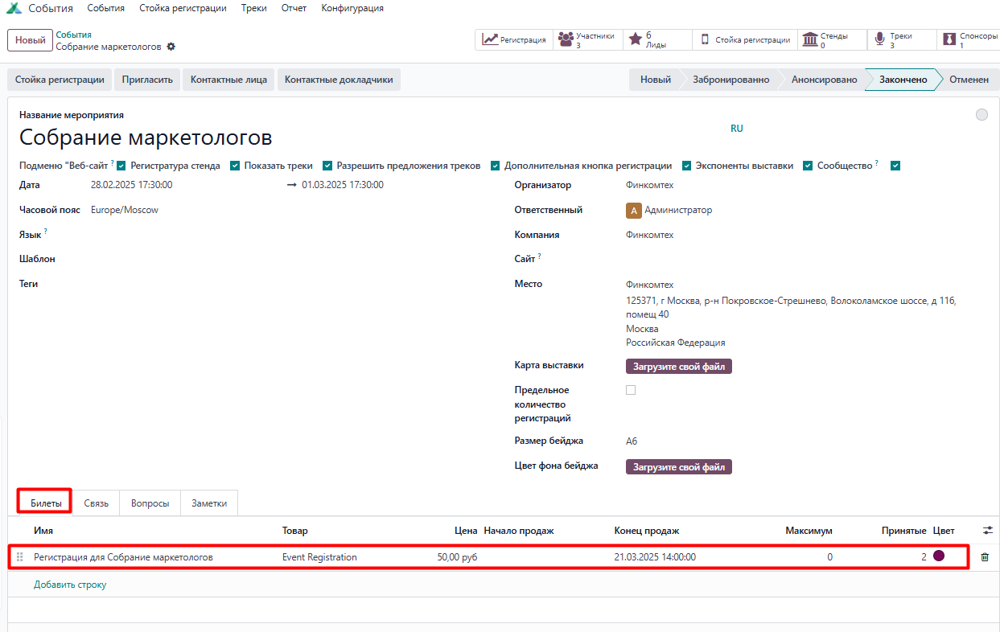 События События Стойка регистрации Треки Отчет Конфигурация
Новый События
Собрание маркетологов
Регистрация Участники 3 6 Лиды Стойка регистрации Стенды 0 Треки 3 Спонсоры 1
Стойка регистрации Пригласить Контактные лица Контактные докладчики Новый Забронированно Анонсировано Закончено Отменен
Название мероприятия
Собрание маркетологов RU
Подменю "Веб-сайт ? Регистратура стенда Показать треки Разрешить предложения треков Дополнительная кнопка регистрации Экспоненты выставки Сообщество ?
Дата 28.02.2025 17:30:00 → 01.03.2025 17:30:00 Организатор Финкомтех
Часовой пояс Europe/Moscow Ответственный А Администратор
Язык ? Компания Финкомтех
Шаблон Сайт ?
Теги Место Финкомтех
125371, г Москва, р-н Покровское-Стрешнево, Волоколамское шоссе, д 116,
помещ 40
Москва
Российская Федерация
Карта выставки Загрузите свой файл
Предельное
количество
регистраций
Размер бейджа A6
Цвет фона бейджа Загрузите свой файл
Билеты Связь Вопросы Заметки
Имя Товар Цена Начало продаж Конец продаж Максимум Принятые Цвет
Регистрация для Собрание маркетологов Event Registration 50,00 руб 21.03.2025 14:00:00 0 2
Добавить строку